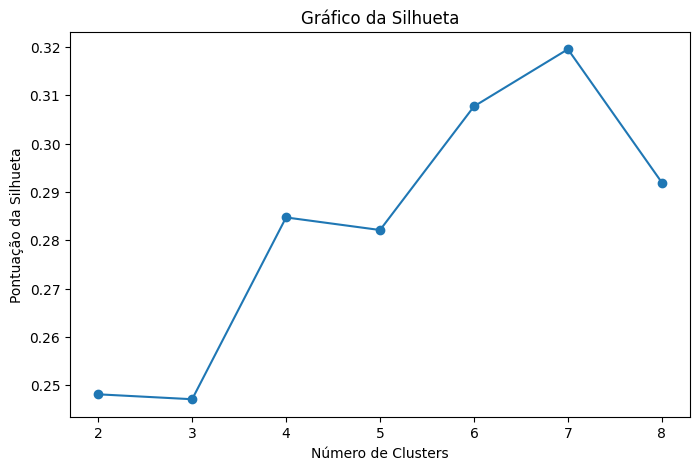 Gráfico da Silhueta
0.32
0.31
0.30
0.29
0.28
0.27
0.26
0.25
Pontuação da Silhueta
2 3 4 5 6 7 8
Número de Clusters